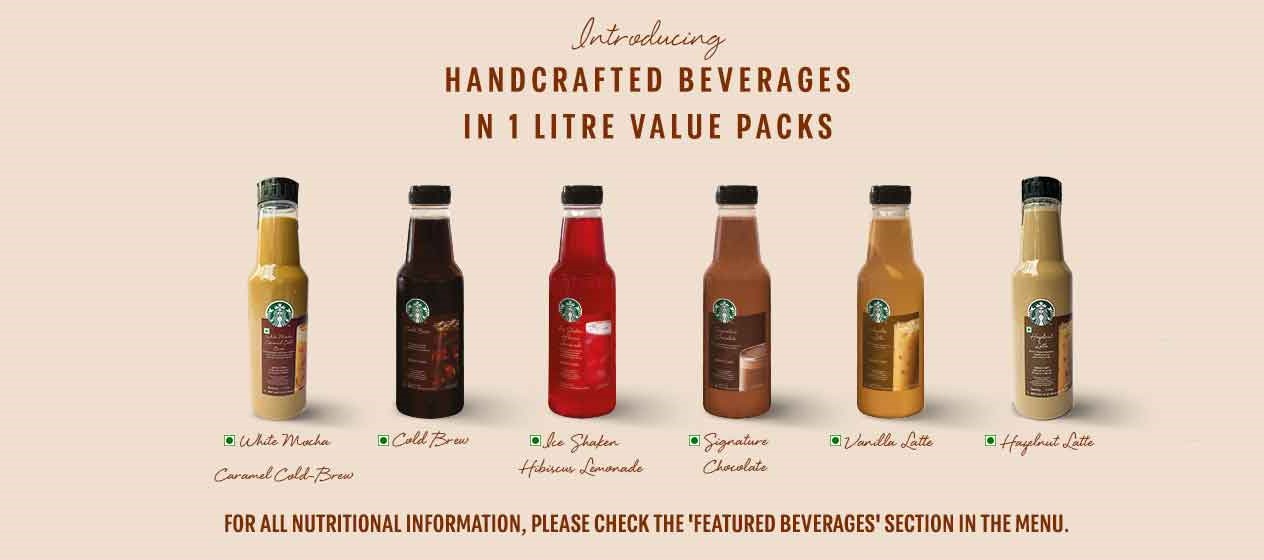 Introducing
HANDCRAFTED BEVERAGES
IN 1 LITRE VALUE PACKS
White Mocha
Caramel Cold-Brew
Cold Brew
Ice Shaken
Hibiscus Lemonade
Signature
Chocolate
Vanilla Latte
Hazelnut Latte
FOR ALL NUTRITIONAL INFORMATION, PLEASE CHECK THE 'FEATURED BEVERAGES' SECTION IN THE MENU.